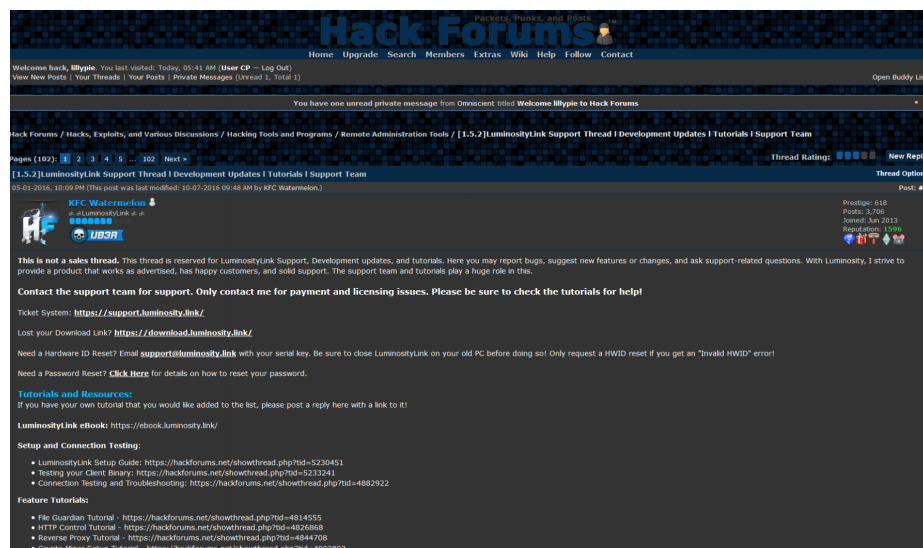 Packets, Punks, and Posts
Hack Forums™
Home Upgrade Search Members Extras Wiki Help Follow Contact
Welcome back, lillypie. You last visited: Today, 05:41 AM (User CP — Log Out)
View New Posts | Your Threads | Your Posts | Private Messages (Unread 1, Total 1)
Open Buddy Lis
You have one unread private message from Omniscient titled Welcome lillypie to Hack Forums
Hack Forums / Hacks, Exploits, and Various Discussions / Hacking Tools and Programs / Remote Administration Tools / [1.5.2]LuminosityLink Support Thread l Development Updates l Tutorials l Support Team
Pages (102): 1 2 3 4 5 ... 102 Next »
Thread Rating:
New Repl
[1.5.2]LuminosityLink Support Thread l Development Updates l Tutorials l Support Team
Thread Option
05-01-2016, 10:09 PM (This post was last modified: 10-07-2016 09:48 AM by KFC Watermelon.)
Post: #
KFC Watermelon
LuminosityLink
HF
UB3R
Prestige: 618
Posts: 3,706
Joined: Jun 2013
Reputation: 1596
This is not a sales thread. This thread is reserved for LuminosityLink Support, Development updates, and tutorials. Here you may report bugs, suggest new features or changes, and ask support-related questions. With Luminosity, I strive to
provide a product that works as advertised, has happy customers, and solid support. The support team and tutorials play a huge role in this.
Contact the support team for support. Only contact me for payment and licensing issues. Please be sure to check the tutorials for help!
Ticket System: https://support.luminosity.link/
Lost your Download Link? https://download.luminosity.link/
Need a Hardware ID Reset? Email support@luminosity.link with your serial key. Be sure to close LuminosityLink on your old PC before doing so! Only request a HWID reset if you get an "Invalid HWID" error!
Need a Password Reset? Click Here for details on how to reset your password.
Tutorials and Resources:
If you have your own tutorial that you would like added to the list, please post a reply here with a link to it!
LuminosityLink eBook: https://ebook.luminosity.link/
Setup and Connection Testing:
• LuminosityLink Setup Guide: https://hackforums.net/showthread.php?tid=5230451
• Testing your Client Binary: https://hackforums.net/showthread.php?tid=5233241
• Connection Testing and Troubleshooting: https://hackforums.net/showthread.php?tid=4882922
Feature Tutorials:
• File Guardian Tutorial - https://hackforums.net/showthread.php?tid=4814555
• HTTP Control Tutorial - https://hackforums.net/showthread.php?tid=4826868
• Reverse Proxy Tutorial - https://hackforums.net/showthread.php?tid=4844708